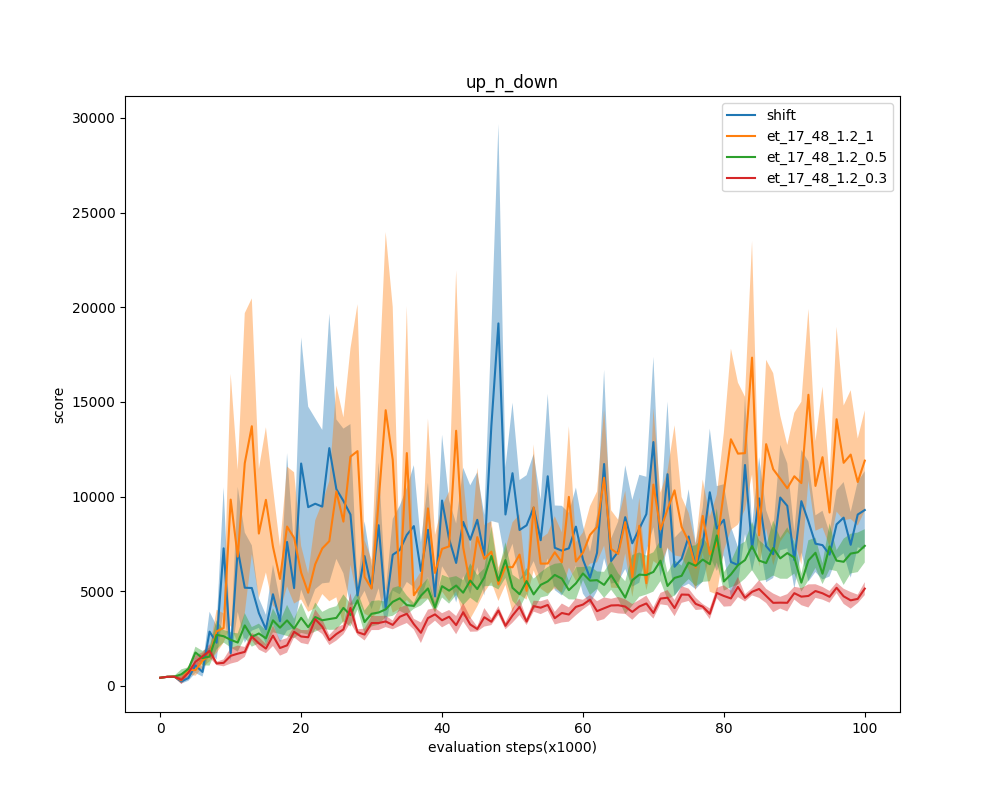 up_n_down
30000
25000
20000
15000
10000
5000
0
score
shift
et_17_48_1.2_1
et_17_48_1.2_0.5
et_17_48_1.2_0.3
0 20 40 60 80 100
evaluation steps(x1000)